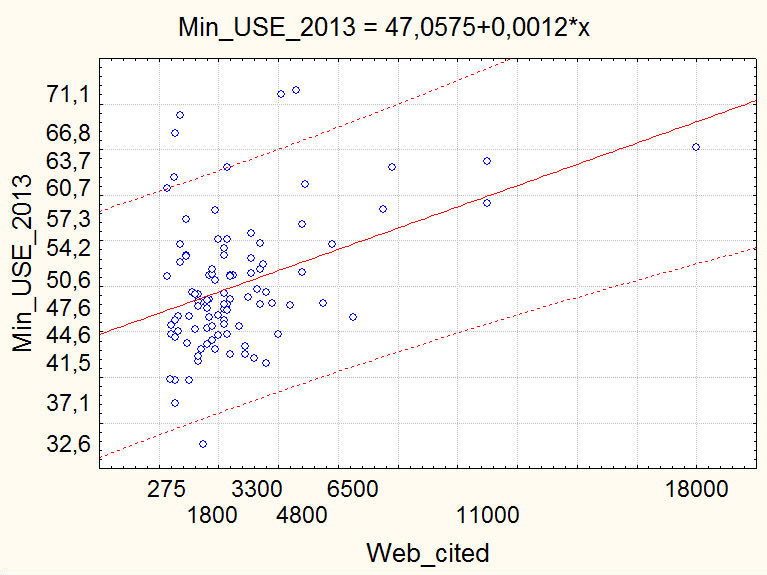 Min_USE_2013 = 47,0575+0,0012*x
Min_USE_2013
71,1
66,8
63,7
60,7
57,3
54,2
50,6
47,6
44,6
41,5
37,1
32,6
275 3300 6500 18000
1800 4800 11000
Web_cited